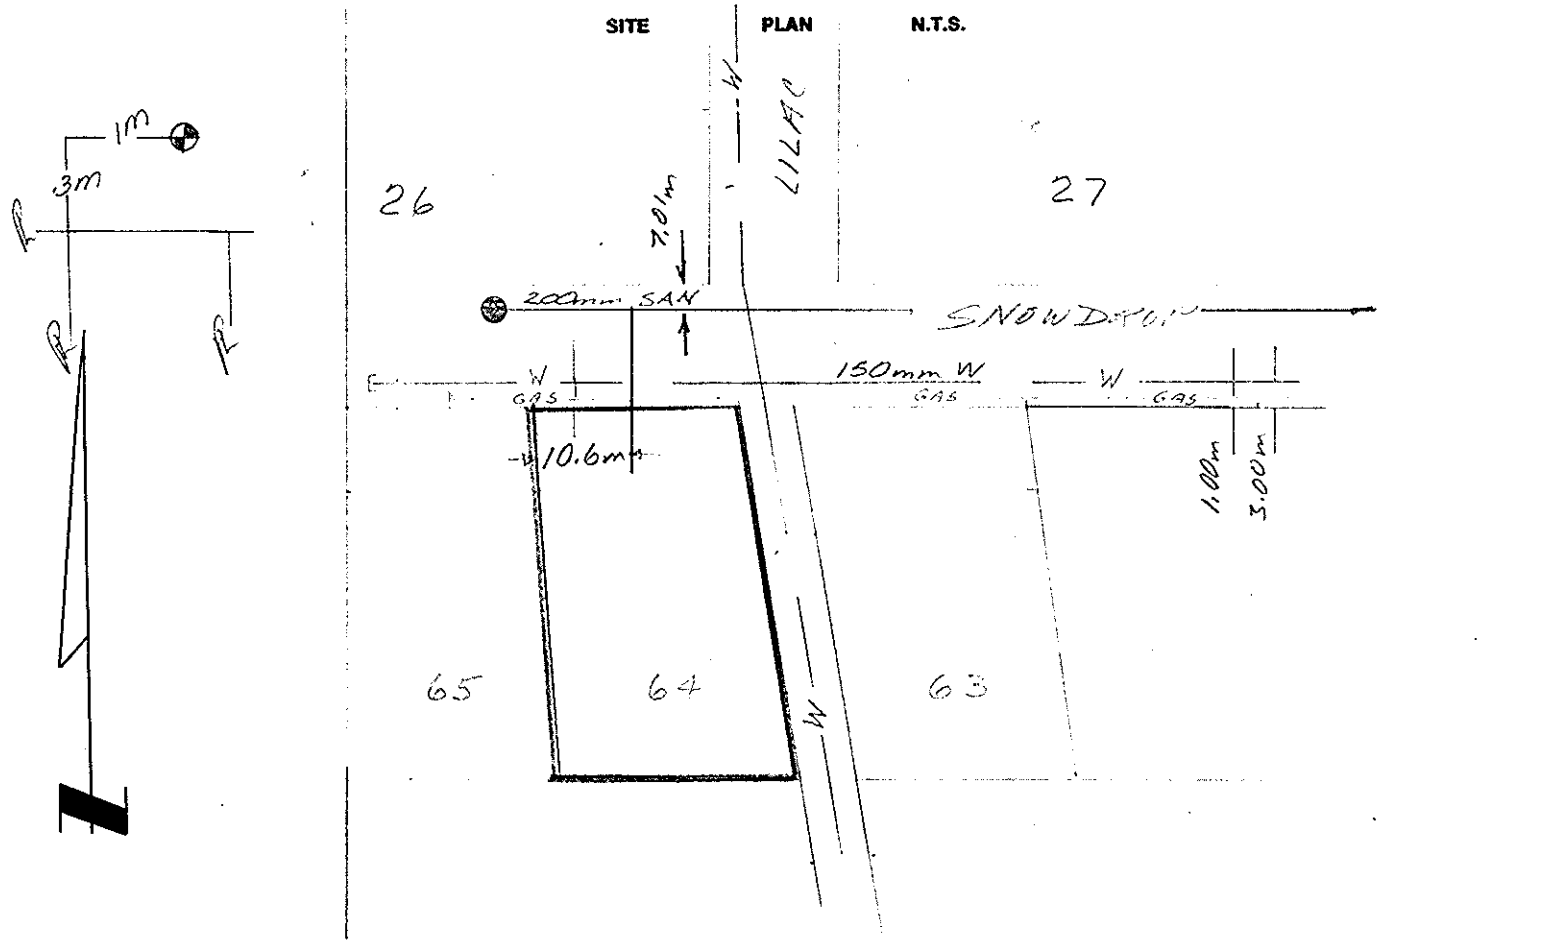 SITE PLAN N.T.S.
W
LILAC
1M
.3M
26
27
7.01m
200mm SAN
SNOWDROP
W
150mm W
W
GAS
GAS
GAS
10.6m
1.00m
3.00m
65
64
63
W
N